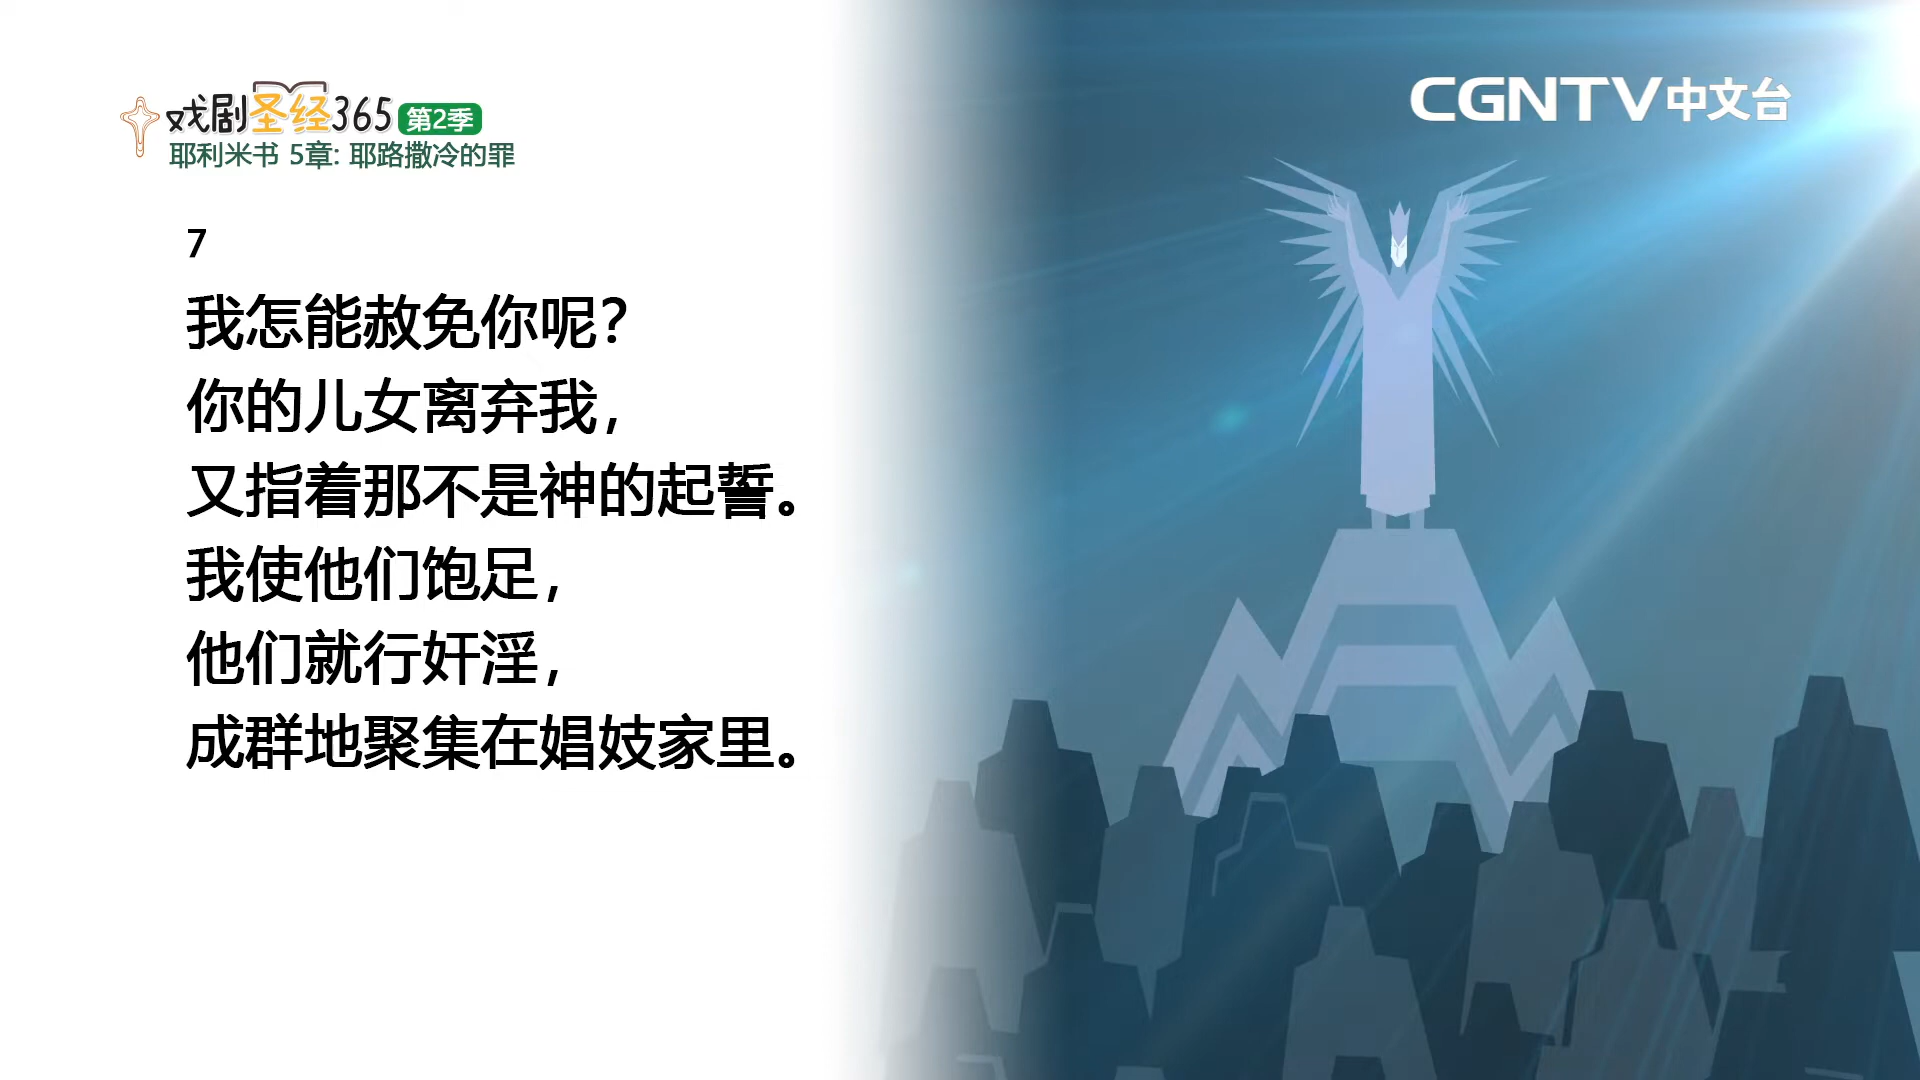 戏剧圣经365 第2季
耶利米书 5章: 耶路撒冷的罪
CGNTV中文台
7
我怎能赦免你呢?
你的儿女离弃我,
又指着那不是神的起誓。
我使他们饱足,
他们就行奸淫,
成群地聚集在娼妓家里。